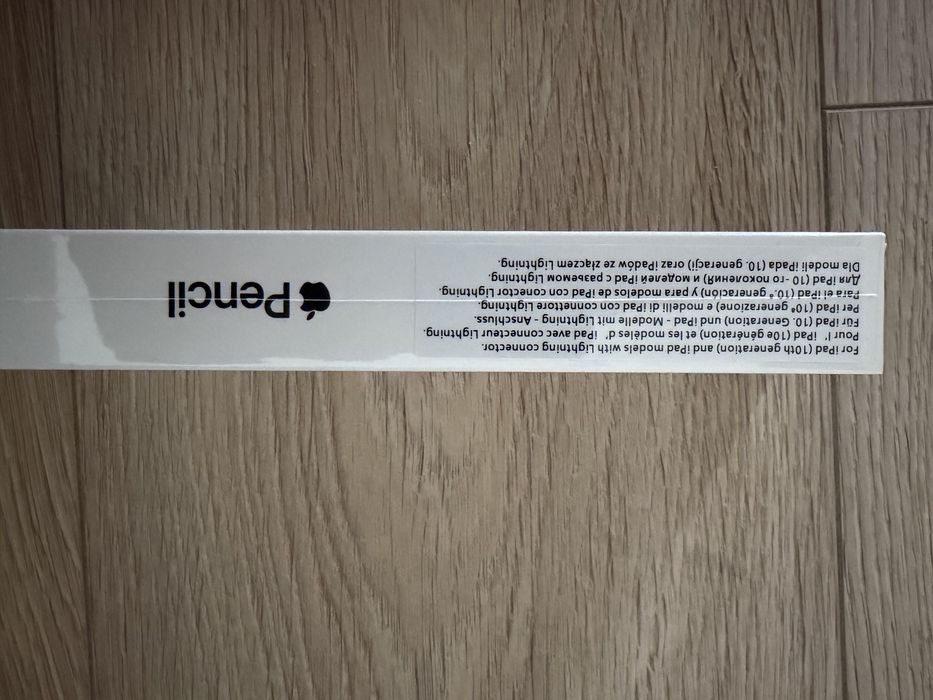 Pencil
For iPad (10th generation) and iPad models with Lightning connector.
Pour l'iPad (10e génération) et les modèles d'iPad avec connecteur Lightning.
Für iPad (10. Generation) und iPad - Modelle mit Lightning - Anschluss.
Per iPad (10ª generazione) e modelli di iPad con connettore Lightning.
Para el iPad (10.ª generación) y para modelos de iPad con conector Lightning.
Для iPad (10 -го поколения) и моделей iPad с разъемом Lightning.
Dla modeli iPada (10. generacji) oraz iPadów ze złączem Lightning.